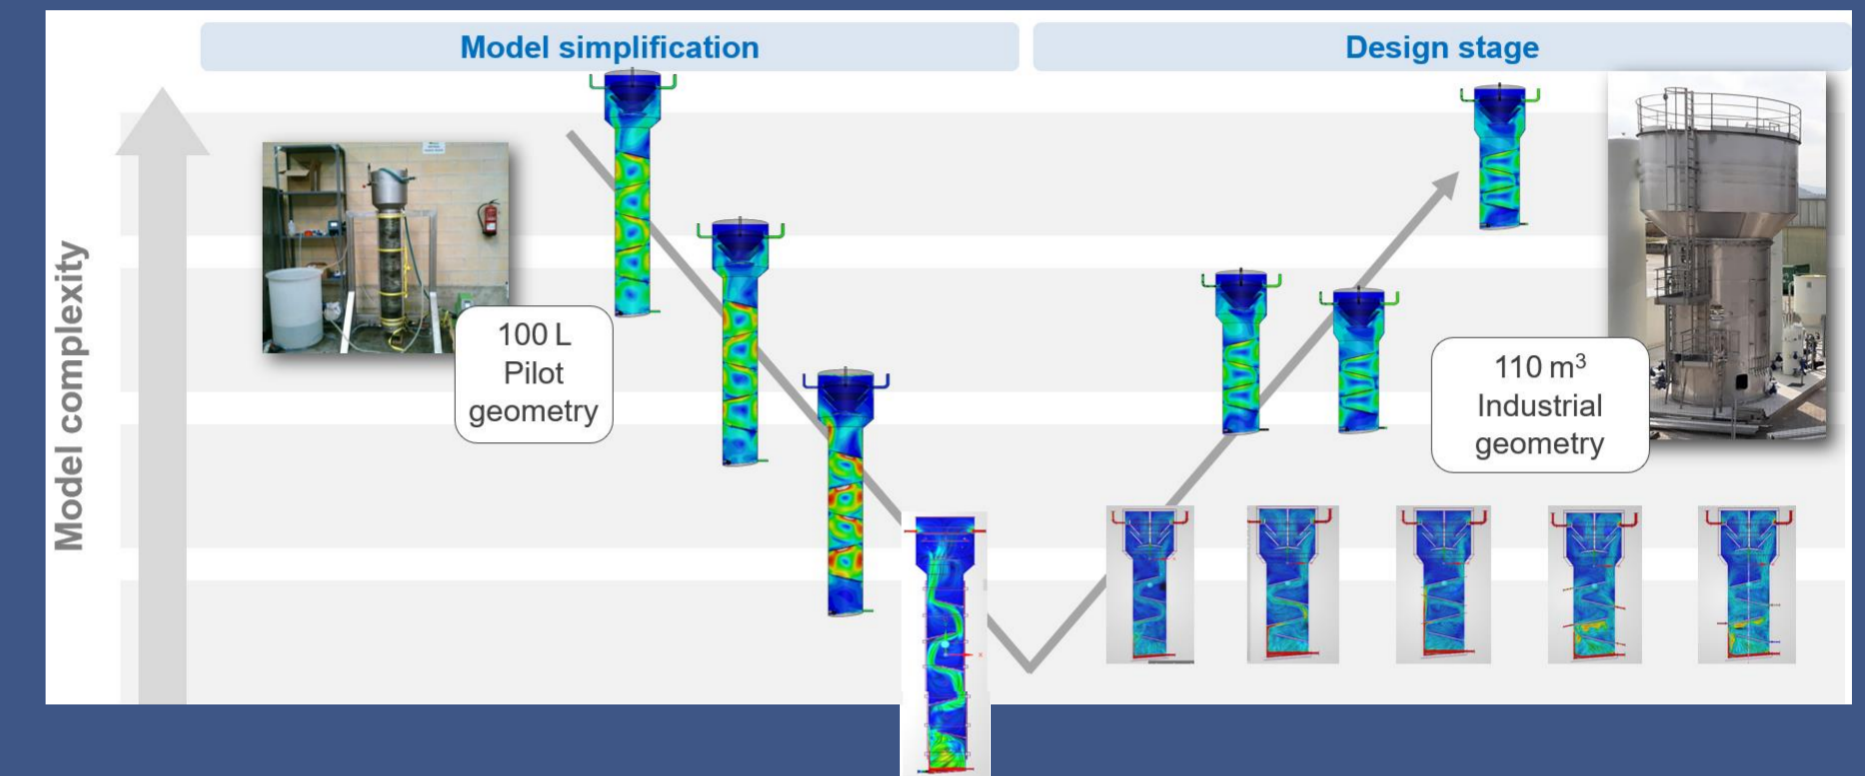 Model simplification
Design stage
Model complexity
100 L
Pilot
geometry
110 m³
Industrial
geometry